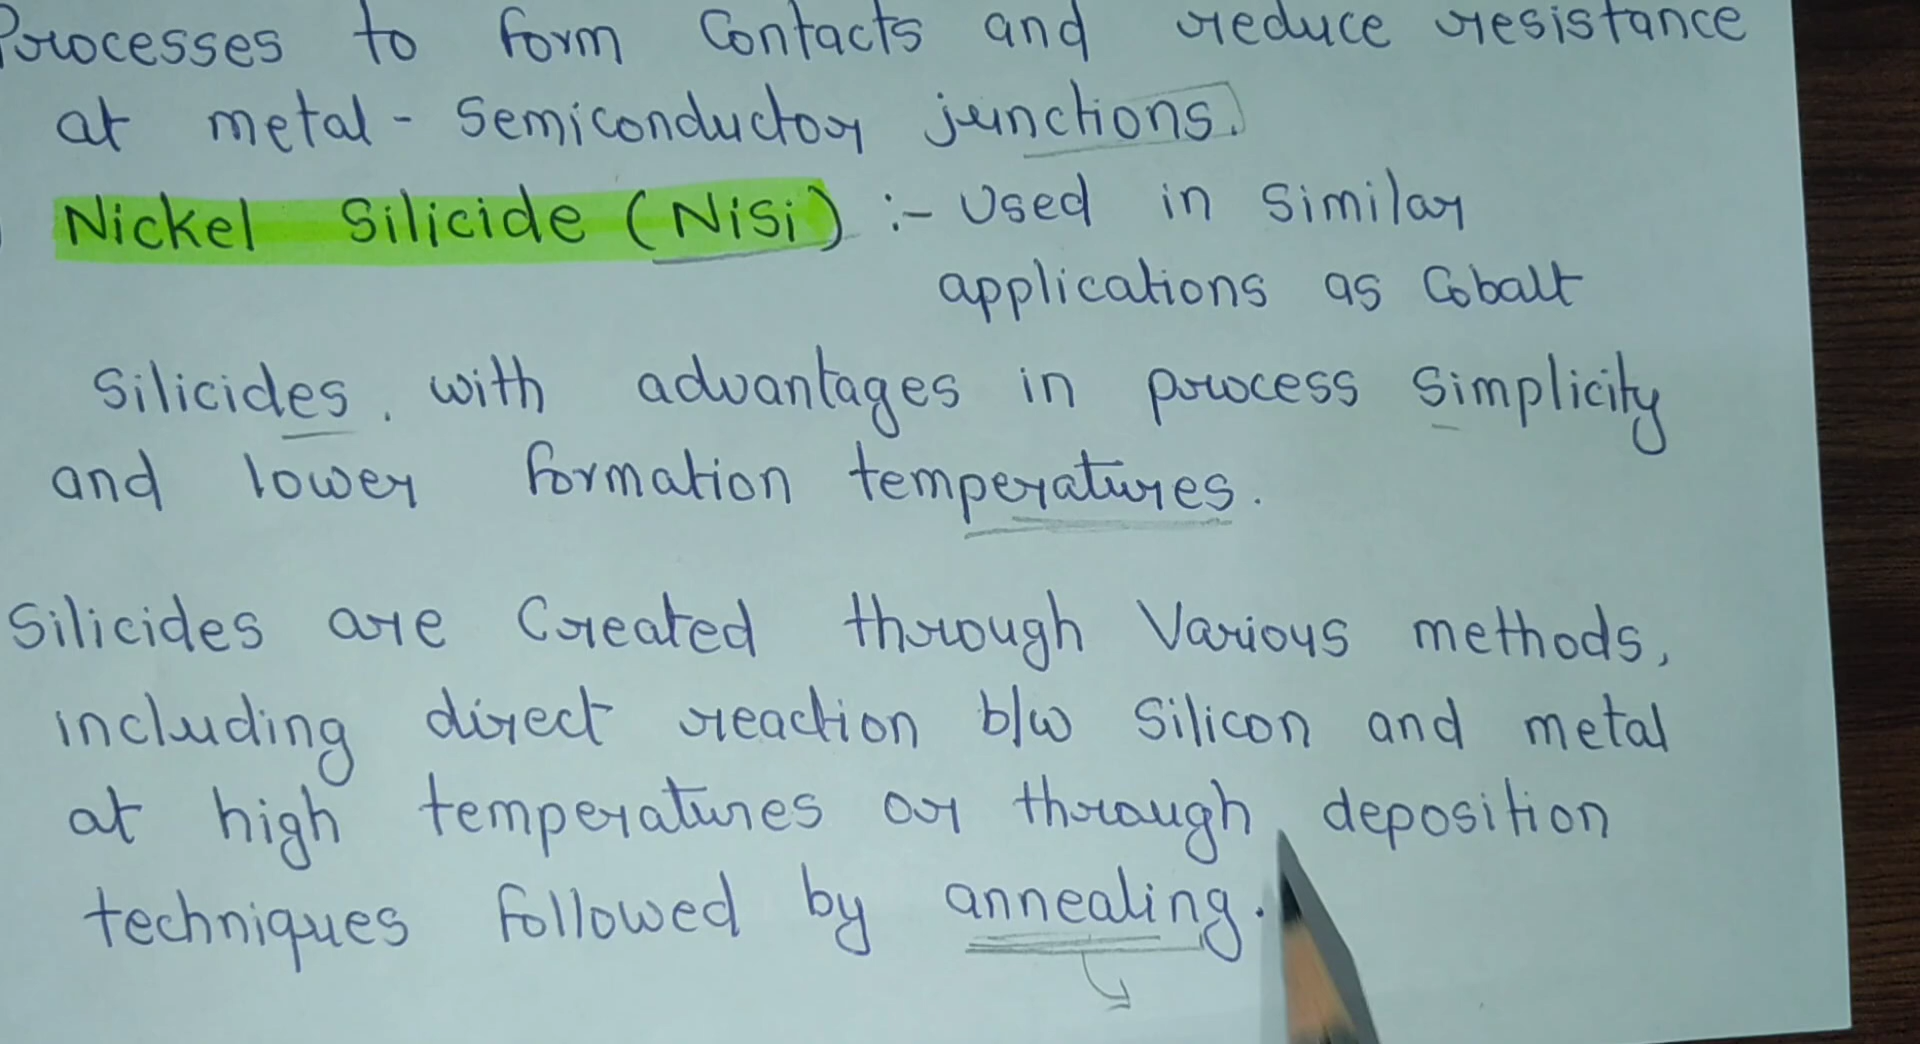 Processes to form Contacts and reduce resistance
at metal - Semiconductor junctions.
Nickel Silicide (NiSi) :- Used in Similar
applications as Cobalt
Silicides. with advantages in process Simplicity
and lower formation temperatures.
Silicides are Created through Various methods,
including direct reaction b/w Silicon and metal
at high temperatures or through deposition
techniques followed by annealing.